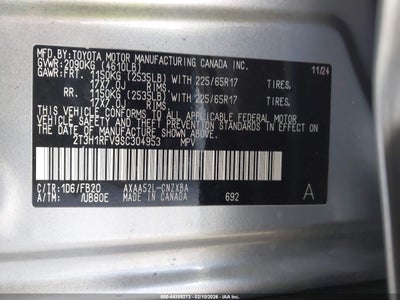 MFD. BY: TOYOTA MOTOR MANUFACTURING CANADA INC.
GVWR: 2090KG (4610LB) 11/24
GAWR: FRT. 1150KG (2535LB) WITH 225/65R17 TIRES,
17X7.0J RIMS
RR. 1150KG (2535LB) WITH 225/65R17 TIRES,
17X7.0J RIMS
THIS VEHICLE CONFORMS TO ALL APPLICABLE FEDERAL MOTOR
VEHICLE SAFETY STANDARDS IN EFFECT ON THE
DATE OF MANUFACTURE SHOWN ABOVE.
2T3H1RFV9SC304953 MPV
C/TR: 1D6/FB20 AXAA52L-CNZXBA
A/TM: /UB80E MADE IN CANADA 692
A